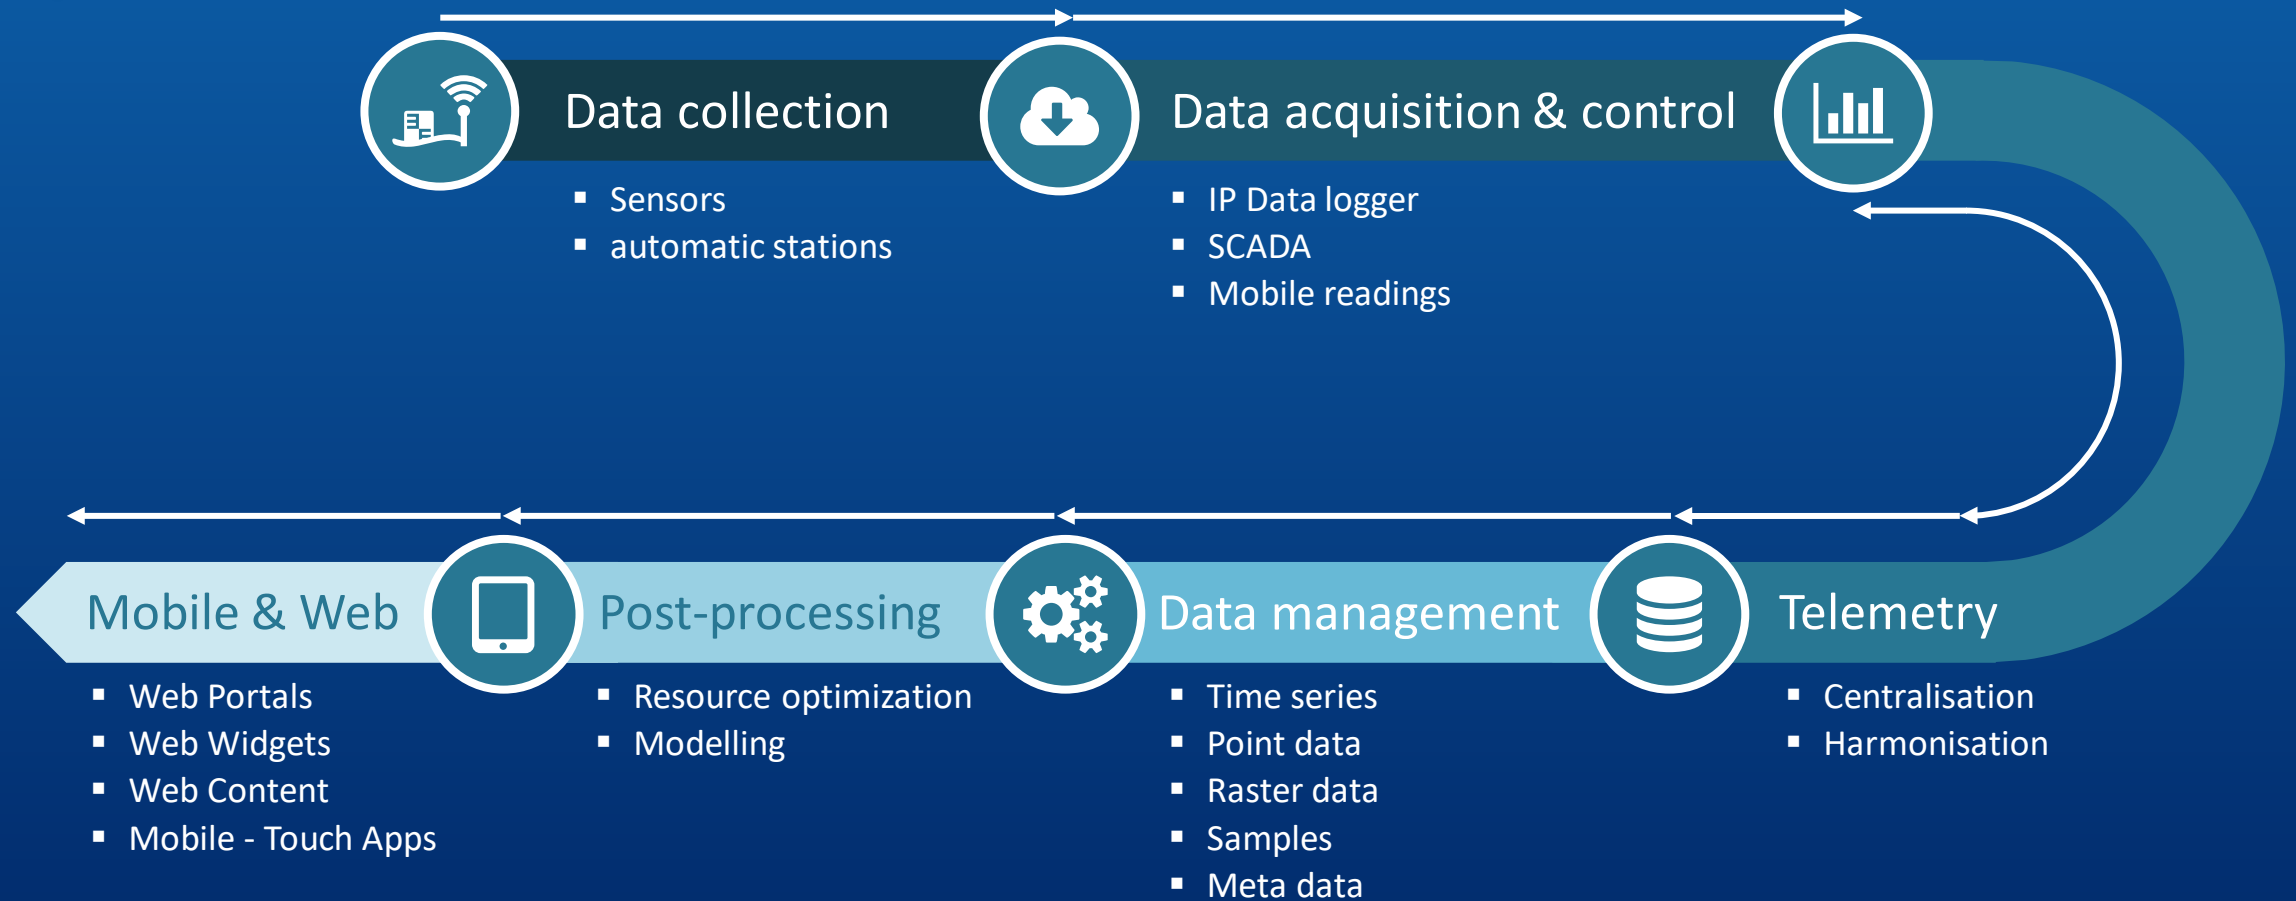 Data collection
▪ Sensors
▪ automatic stations
Data acquisition & control
▪ IP Data logger
▪ SCADA
▪ Mobile readings
Telemetry
▪ Centralisation
▪ Harmonisation
Data management
▪ Time series
▪ Point data
▪ Raster data
▪ Samples
▪ Meta data
Post-processing
▪ Resource optimization
▪ Modelling
Mobile & Web
▪ Web Portals
▪ Web Widgets
▪ Web Content
▪ Mobile - Touch Apps